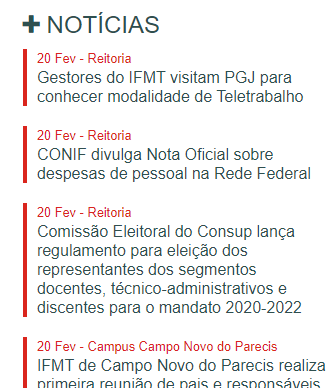 + NOTÍCIAS
20 Fev - Reitoria
Gestores do IFMT visitam PGJ para
conhecer modalidade de Teletrabalho
20 Fev - Reitoria
CONIF divulga Nota Oficial sobre
despesas de pessoal na Rede Federal
20 Fev - Reitoria
Comissão Eleitoral do Consup lança
regulamento para eleição dos
representantes dos segmentos
docentes, técnico-administrativos e
discentes para o mandato 2020-2022
20 Fev - Campus Campo Novo do Parecis
IFMT de Campo Novo do Parecis realiza
primeira reunião de pais e responsáveis